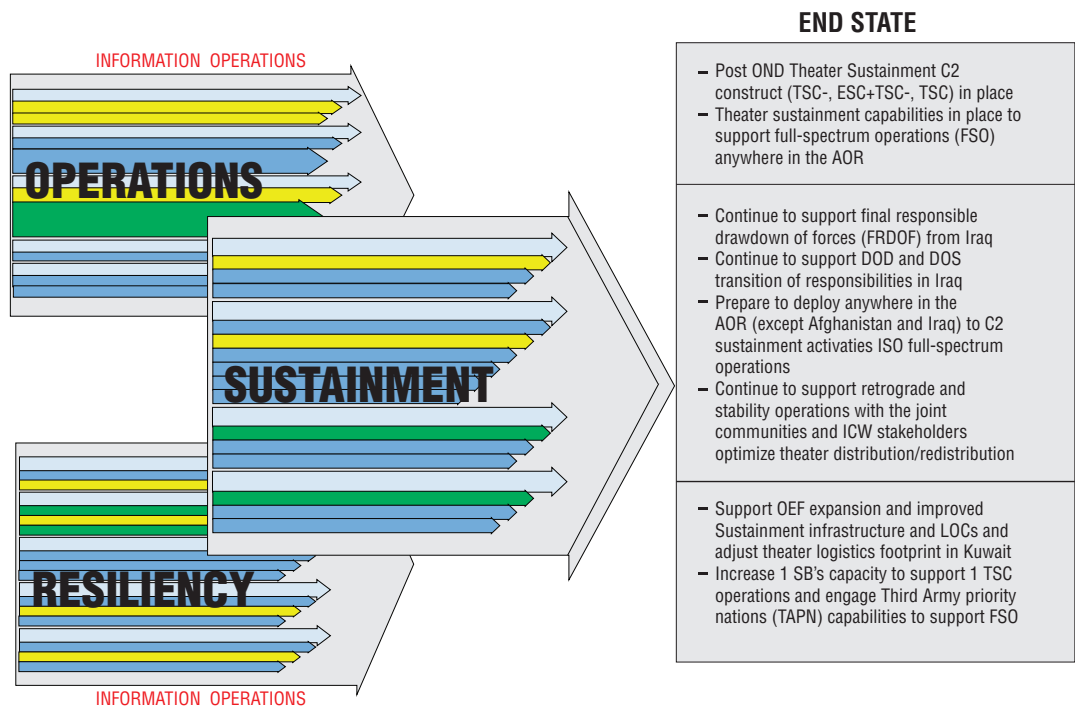 END STATE
INFORMATION OPERATIONS
OPERATIONS
SUSTAINMENT
RESILIENCY
INFORMATION OPERATIONS
– Post OND Theater Sustainment C2
construct (TSC-, ESC+TSC-, TSC) in place
– Theater sustainment capabilities in place to
support full-spectrum operations (FSO)
anywhere in the AOR
– Continue to support final responsible
drawdown of forces (FRDOF) from Iraq
– Continue to support DOD and DOS
transition of responsibilities in Iraq
– Prepare to deploy anywhere in the
AOR (except Afghanistan and Iraq) to C2
sustainment activaties ISO full-spectrum
operations
– Continue to support retrograde and
stability operations with the joint
communities and ICW stakeholders
optimize theater distribution/redistribution
– Support OEF expansion and improved
Sustainment infrastructure and LOCs and
adjust theater logistics footprint in Kuwait
– Increase 1 SB's capacity to support 1 TSC
operations and engage Third Army priority
nations (TAPN) capabilities to support FSO